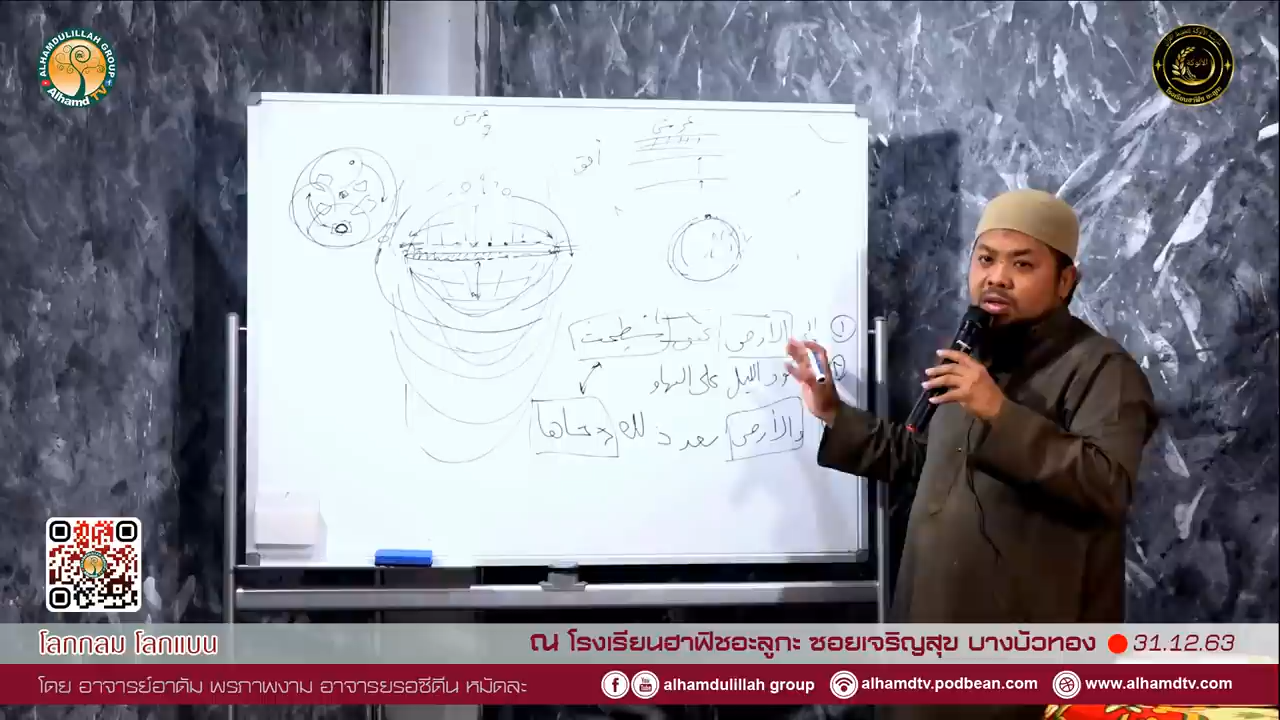 ALHAMDULILLAH GROUP
Alhamd TV
عرش
عرش
أفق
①
إلى الأرض كيف سطحت
الليل على النهار
والأرض بعد ذلك دحاها
โลกกลม โลกแบน
ณ โรงเรียนฮาฟิซอะลูกะ ซอยเจริญสุข บางบัวทอง 31.12.63
โดย อาจารย์อาดัม พรภาพงาม อาจารยรอซีดีน หมัดละ
alhamdulillah group alhamdtv.podbean.com www.alhamdtv.com